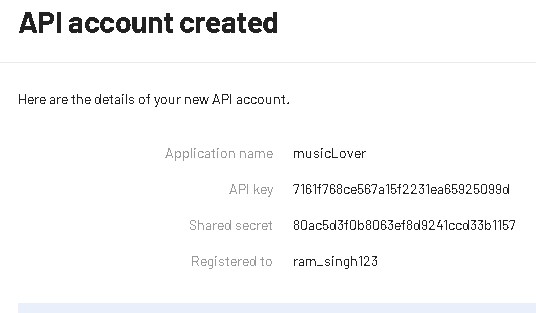 API account created
Here are the details of your new API account.
Application name musicLover
API key 7161f768ce567a15f2231ea65925099d
Shared secret 80ac5d3f0b8063ef8d9241ccd33b1157
Registered to ram_singh123